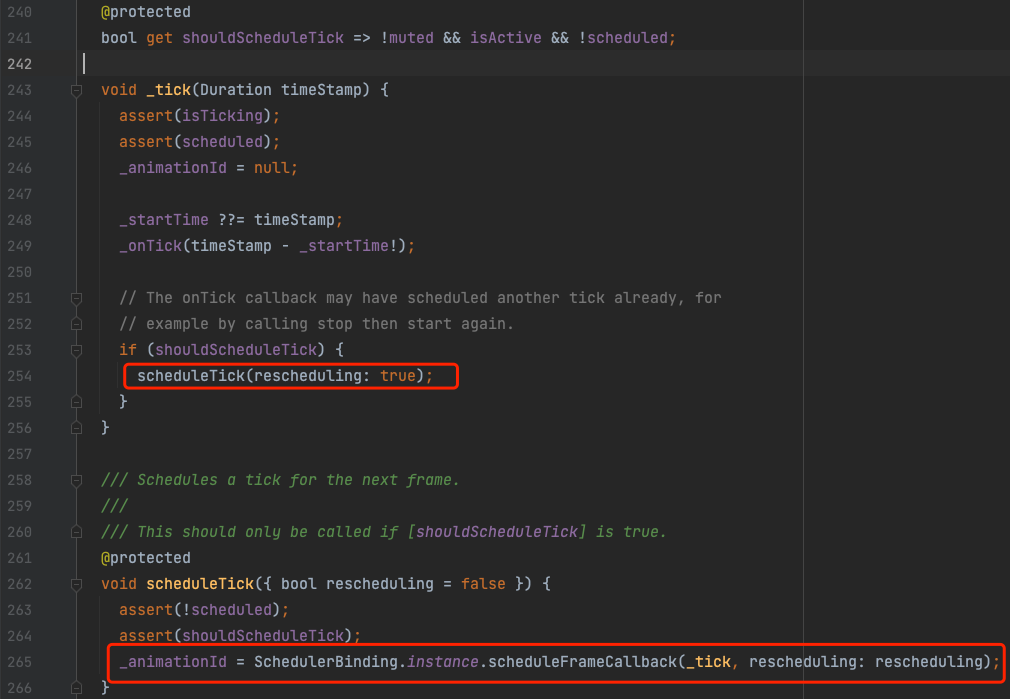 240 @protected
241 bool get shouldScheduleTick => !muted && isActive && !scheduled;
242
243 void _tick(Duration timeStamp) {
244 assert(isTicking);
245 assert(scheduled);
246 _animationId = null;
247
248 _startTime ??= timeStamp;
249 _onTick(timeStamp - _startTime!);
250
251 // The onTick callback may have scheduled another tick already, for
252 // example by calling stop then start again.
253 if (shouldScheduleTick) {
254 scheduleTick(rescheduling: true);
255 }
256 }
257
258 /// Schedules a tick for the next frame.
259 ///
260 /// This should only be called if [shouldScheduleTick] is true.
261 @protected
262 void scheduleTick({ bool rescheduling = false }) {
263 assert(!scheduled);
264 assert(shouldScheduleTick);
265 _animationId = SchedulerBinding.instance.scheduleFrameCallback(_tick, rescheduling: rescheduling);
266 }